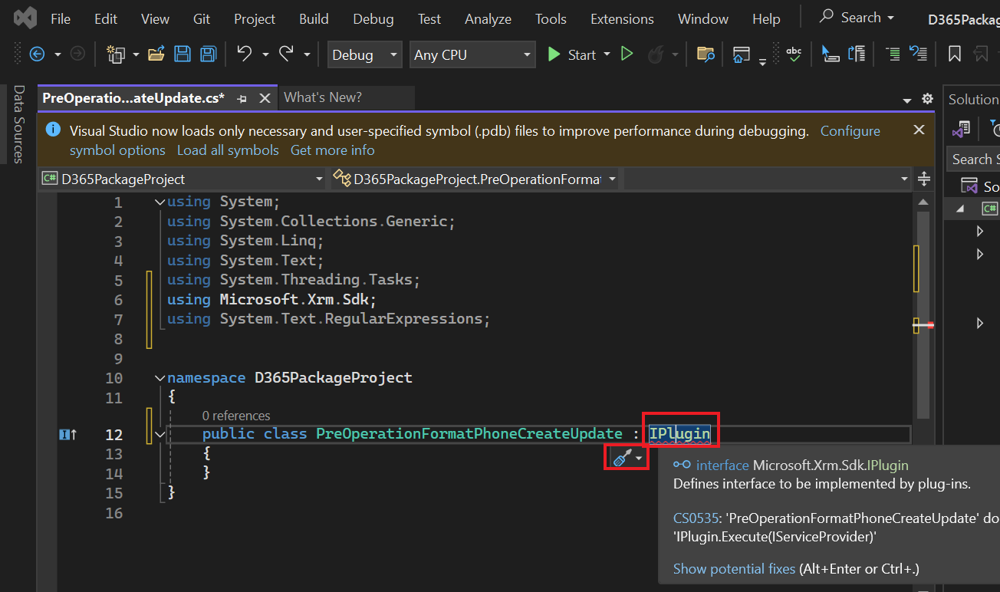 File Edit View Git Project Build Debug Test Analyze Tools Extensions Window Help Search D365Packag
Debug Any CPU Start abc
Data Sources
PreOperatio...ateUpdate.cs* What's New?
Solution
Visual Studio now loads only necessary and user-specified symbol (.pdb) files to improve performance during debugging. Configure
symbol options Load all symbols Get more info
Search S
C# D365PackageProject D365PackageProject.PreOperationFormat
So
C#
1 using System;
2 using System.Collections.Generic;
3 using System.Linq;
4 using System.Text;
5 using System.Threading.Tasks;
6 using Microsoft.Xrm.Sdk;
7 using System.Text.RegularExpressions;
8
9
10 namespace D365PackageProject
11 {
0 references
12 public class PreOperationFormatPhoneCreateUpdate : IPlugin
13 {
14 }
15 }
16
interface Microsoft.Xrm.Sdk.IPlugin
Defines interface to be implemented by plug-ins.
CS0535: 'PreOperationFormatPhoneCreateUpdate' do
'IPlugin.Execute(IServiceProvider)'
Show potential fixes (Alt+Enter or Ctrl+.)